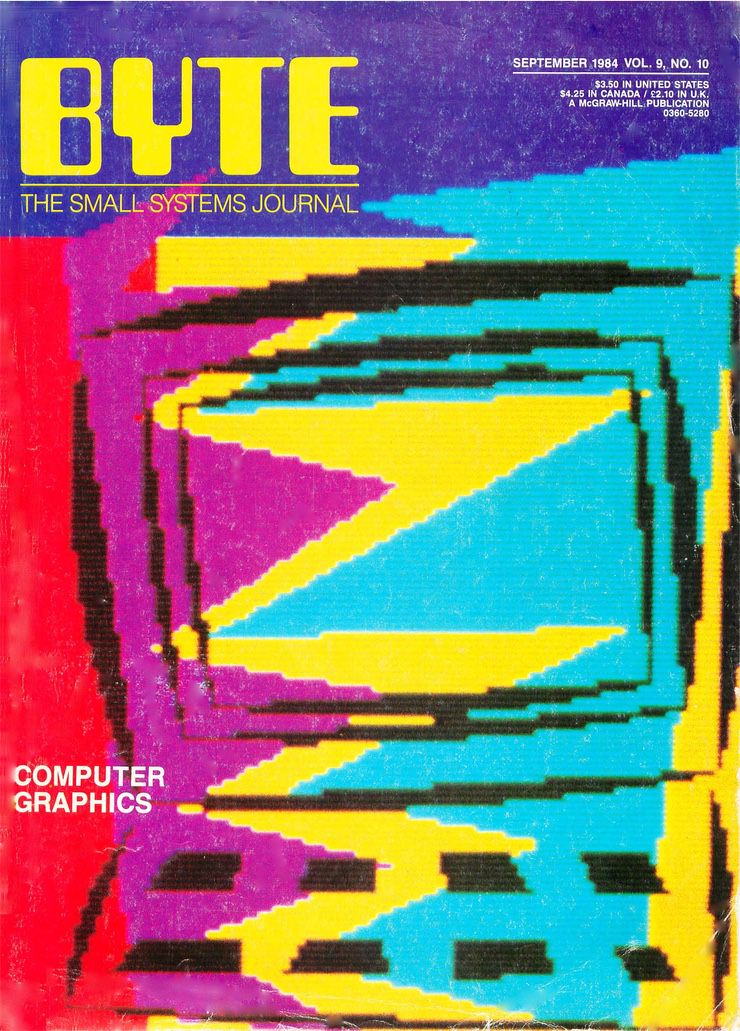 BYTE
SEPTEMBER 1984 VOL. 9, NO. 10
$3.50 IN UNITED STATES
$4.25 IN CANADA / £2.10 IN U.K.
A McGRAW-HILL PUBLICATION
0360-5280
THE SMALL SYSTEMS JOURNAL
COMPUTER
GRAPHICS